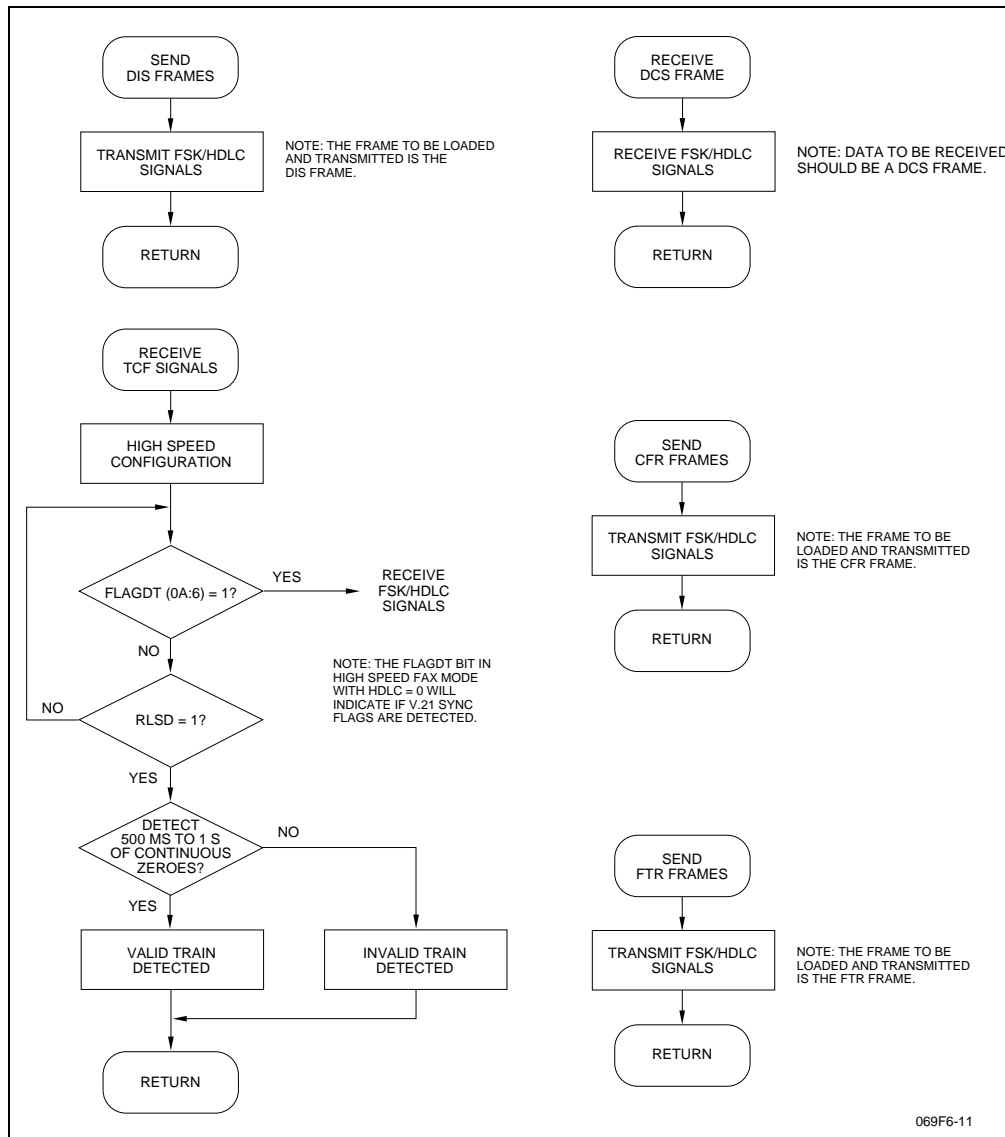 SEND
DIS FRAMES
TRANSMIT FSK/HDLC
SIGNALS
NOTE: THE FRAME TO BE LOADED
AND TRANSMITTED IS THE
DIS FRAME.
RETURN
RECEIVE
DCS FRAME
RECEIVE FSK/HDLC
SIGNALS
NOTE: DATA TO BE RECEIVED
SHOULD BE A DCS FRAME.
RETURN
RECEIVE
TCF SIGNALS
HIGH SPEED
CONFIGURATION
FLAGDT (0A:6) = 1?
YES
RECEIVE
FSK/HDLC
SIGNALS
NO
NOTE: THE FLAGDT BIT IN
HIGH SPEED FAX MODE
WITH HDLC = 0 WILL
INDICATE IF V.21 SYNC
FLAGS ARE DETECTED.
NO
RLSD = 1?
YES
DETECT
500 MS TO 1 S
OF CONTINUOUS
ZEROES?
NO
YES
VALID TRAIN
DETECTED
INVALID TRAIN
DETECTED
RETURN
SEND
CFR FRAMES
TRANSMIT FSK/HDLC
SIGNALS
NOTE: THE FRAME TO BE
LOADED AND TRANSMITTED
IS THE CFR FRAME.
RETURN
SEND
FTR FRAMES
TRANSMIT FSK/HDLC
SIGNALS
NOTE: THE FRAME TO BE
LOADED AND TRANSMITTED
IS THE FTR FRAME.
RETURN
069F6-11